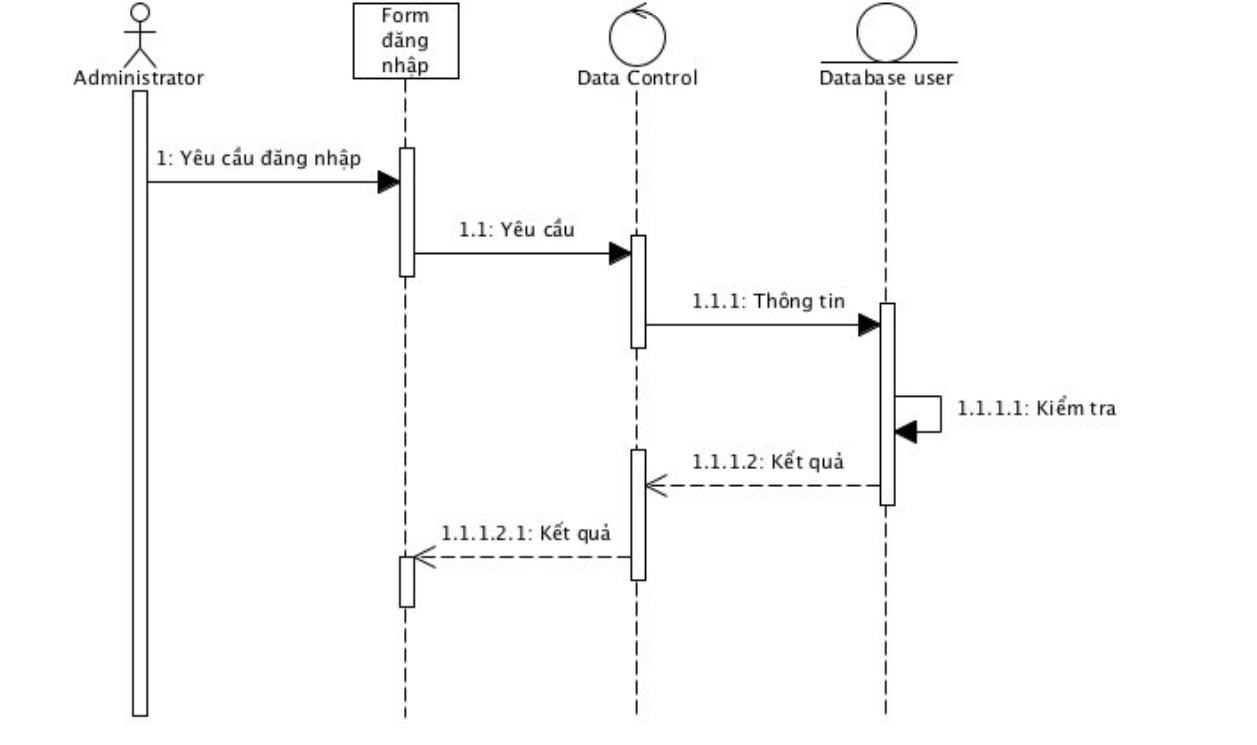 Form
đăng
nhập
Administrator
Data Control
Database user
1: Yêu cầu đăng nhập
1.1: Yêu cầu
1.1.1: Thông tin
1.1.1.1: Kiểm tra
1.1.1.2: Kết quả
1.1.1.2.1: Kết quả